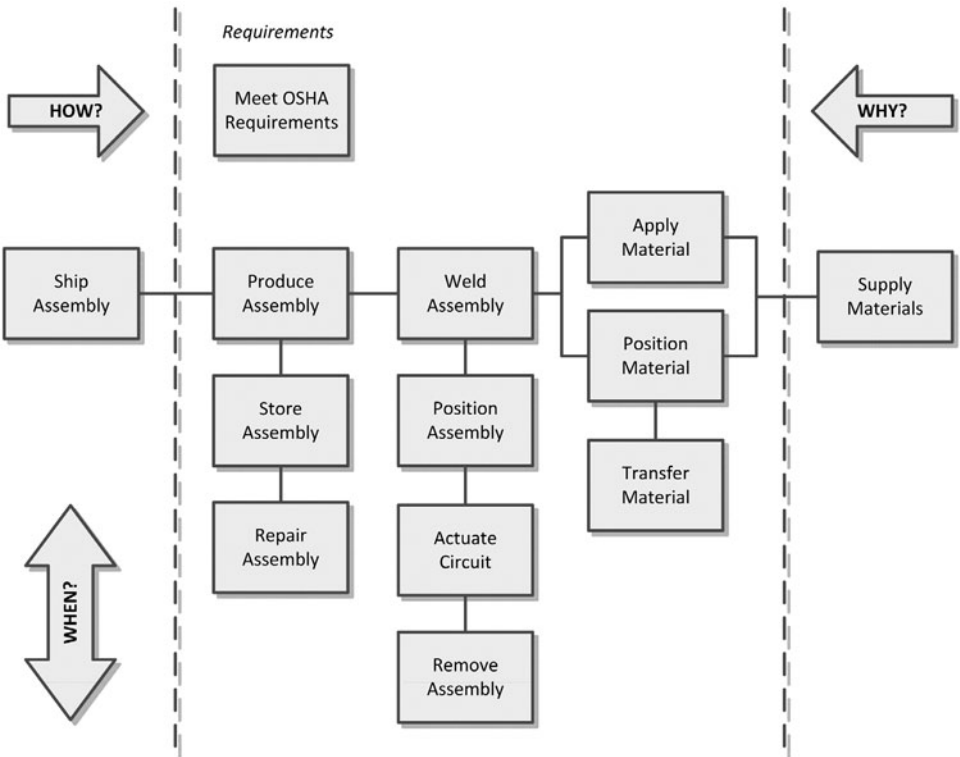 Requirements
HOW?
Meet OSHA
Requirements
WHY?
Ship
Assembly
Produce
Assembly
Weld
Assembly
Apply
Material
Position
Material
Supply
Materials
Store
Assembly
Position
Assembly
Transfer
Material
Repair
Assembly
Actuate
Circuit
WHEN?
Remove
Assembly